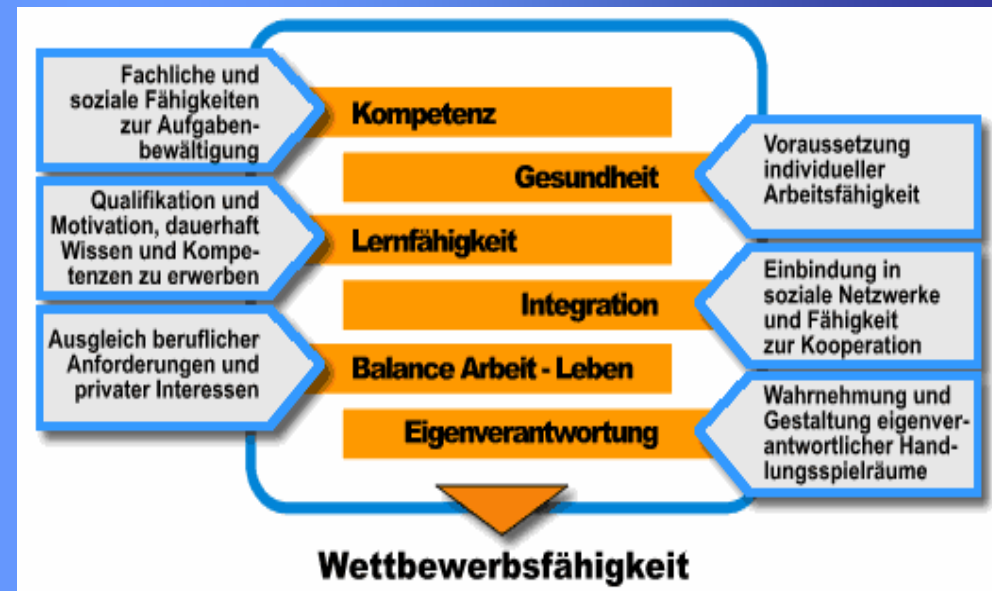 Fachliche und
soziale Fähigkeiten
zur Aufgaben-
bewältigung
Kompetenz
Gesundheit
Voraussetzung
individueller
Arbeitsfähigkeit
Qualifikation und
Motivation, dauerhaft
Wissen und Kompe-
tenzen zu erwerben
Lernfähigkeit
Integration
Einbindung in
soziale Netzwerke
und Fähigkeit
zur Kooperation
Ausgleich beruflicher
Anforderungen und
privater Interessen
Balance Arbeit - Leben
Eigenverantwortung
Wahrnehmung und
Gestaltung eigenver-
antwortlicher Hand-
lungsspielräume
Wettbewerbsfähigkeit